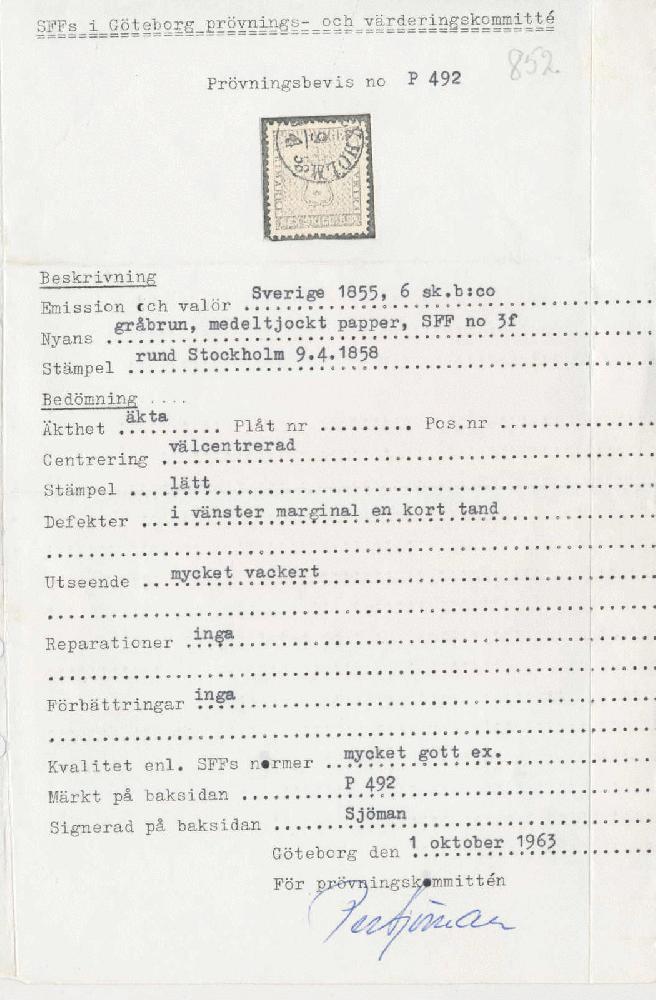 SFFs i Göteborg prövnings- och värderingskommitté
852.
Prövningsbevis no P 492
Beskrivning
Emission och valör Sverige 1855, 6 sk.b:co
Nyans gråbrun, medeltjockt papper, SFF no 3f
Stämpel rund Stockholm 9.4.1858
Bedömning ....
Äkthet äkta Plåt nr ......... Pos.nr ..............
Centrering välcentrerad
Stämpel ....lätt
Defekter ... i vänster marginal en kort tand
Utseende ...mycket vackert
Reparationer inga
Förbättringar inga
Kvalitet enl. SFFs normer ..mycket gott ex.
Märkt på baksidan P 492
Signerad på baksidan Sjöman
Göteborg den 1 oktober 1963
För prövningskommittén